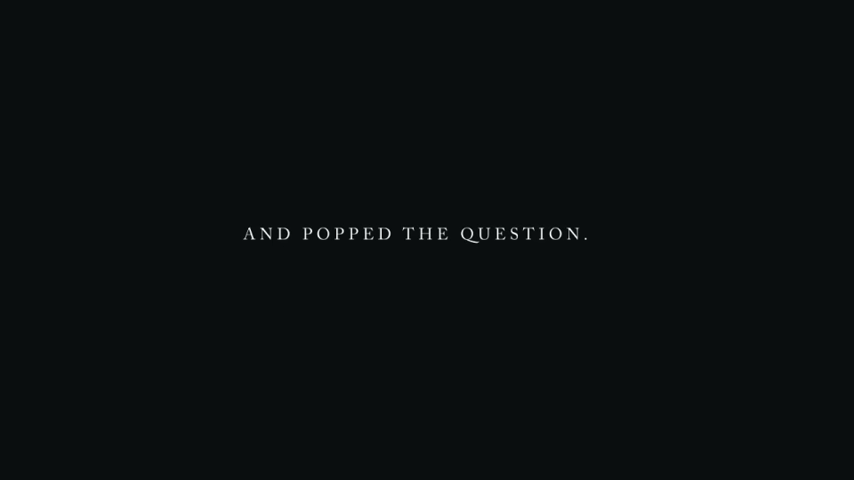 AND POPPED THE QUESTION.